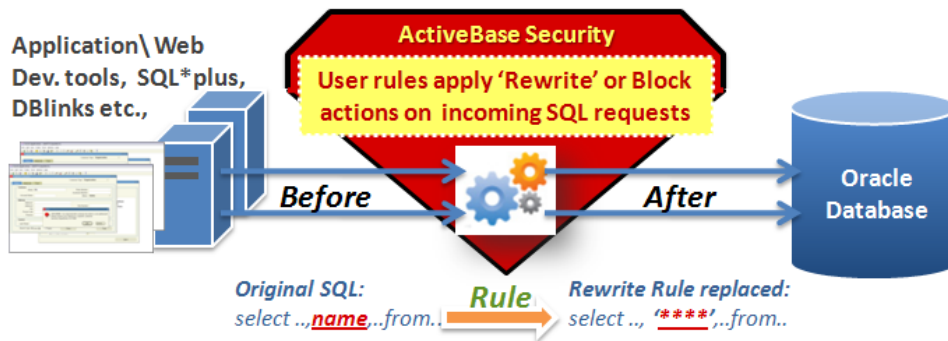 Application\ Web
Dev. tools, SQL*plus,
DBlinks etc.,
ActiveBase Security
User rules apply ‘Rewrite’ or Block
actions on incoming SQL requests
Before
After
Oracle
Database
Original SQL:
select ..,name,..from..
Rule
Rewrite Rule replaced:
select .., ‘****’,..from..